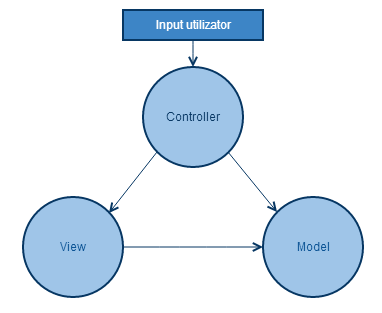 Input utilizator
Controller
View
Model